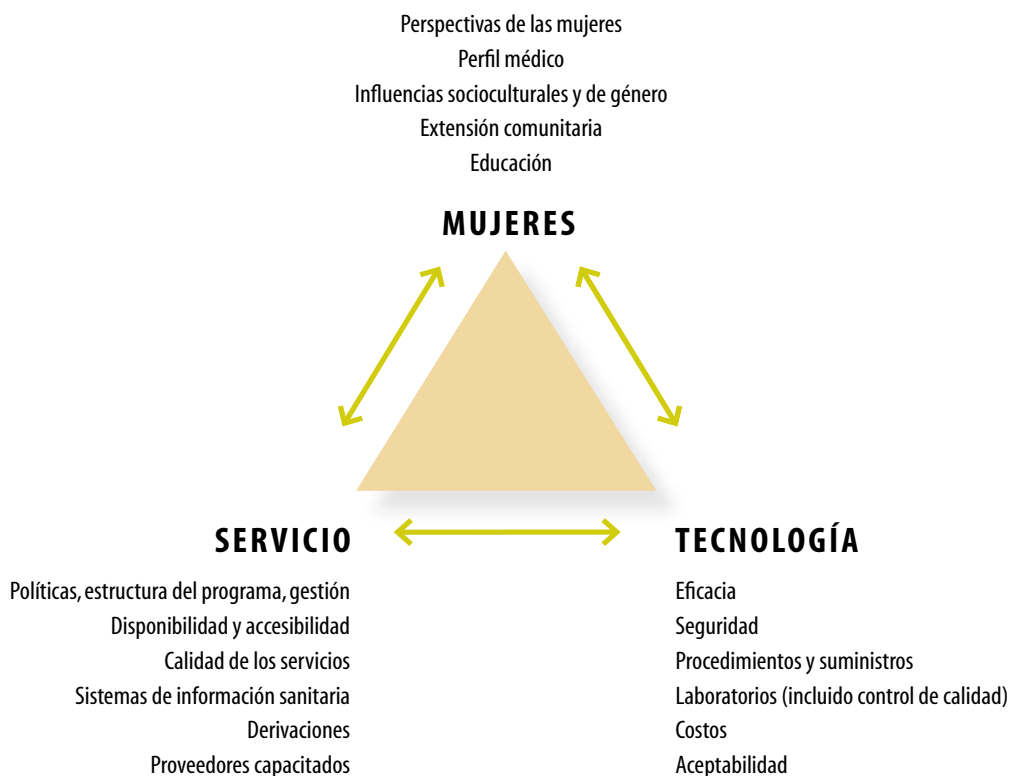 Perspectivas de las mujeres
Perfil médico
Influencias socioculturales y de género
Extensión comunitaria
Educación
MUJERES
SERVICIO
Políticas, estructura del programa, gestión
Disponibilidad y accesibilidad
Calidad de los servicios
Sistemas de información sanitaria
Derivaciones
Proveedores capacitados
TECNOLOGÍA
Eficacia
Seguridad
Procedimientos y suministros
Laboratorios (incluido control de calidad)
Costos
Aceptabilidad